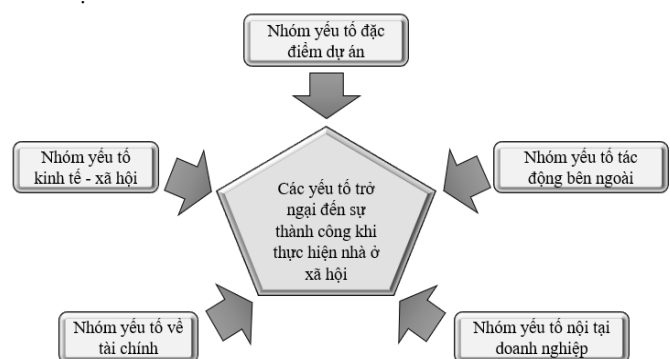 Nhóm yếu tố đặc
điểm dự án
Nhóm yếu tố
kinh tế - xã hội
Nhóm yếu tố tác
động bên ngoài
Các yếu tố trở
ngại đến sự
thành công khi
thực hiện nhà ở
xã hội
Nhóm yếu tố về
tài chính
Nhóm yếu tố nội tại
doanh nghiệp